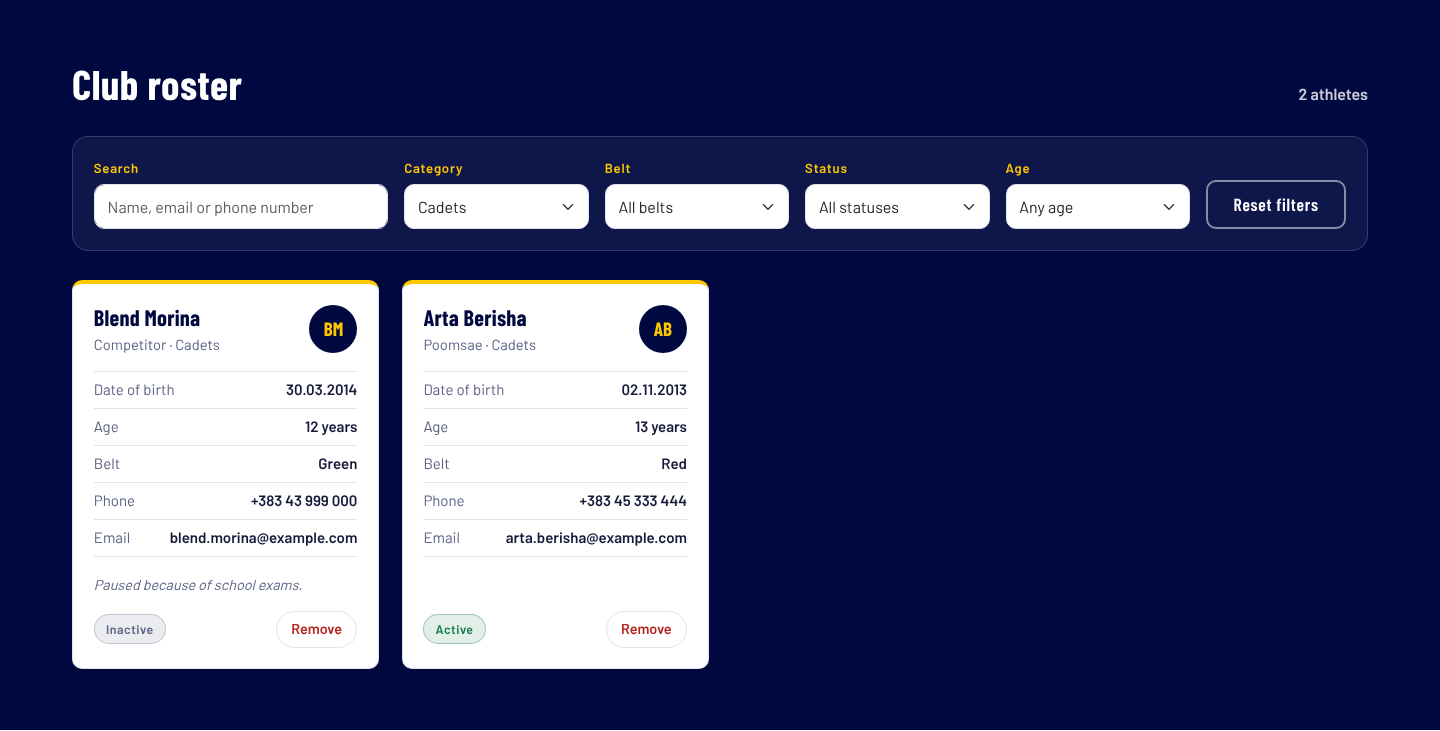 Club roster
2 athletes
Search
Category
Belt
Status
Age
Name, email or phone number
Cadets
All belts
All statuses
Any age
Reset filters
Blend Morina
Competitor · Cadets
BM
Date of birth 30.03.2014
Age 12 years
Belt Green
Phone +383 43 999 000
Email blend.morina@example.com
Paused because of school exams.
Inactive
Remove
Arta Berisha
Poomsae · Cadets
AB
Date of birth 02.11.2013
Age 13 years
Belt Red
Phone +383 45 333 444
Email arta.berisha@example.com
Active
Remove